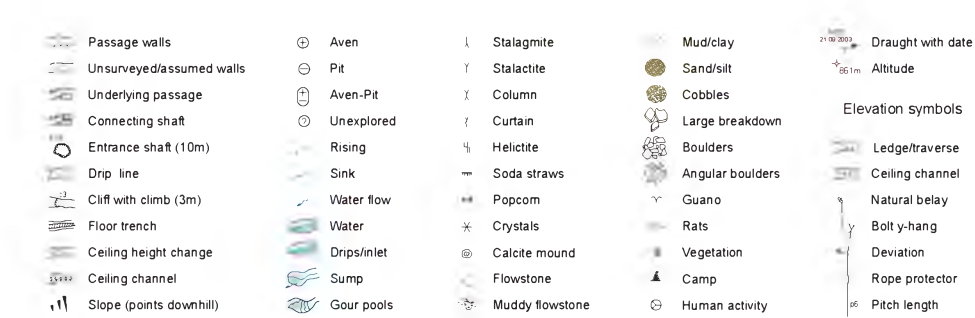 Passage walls
Unsurveyed/assumed walls
Underlying passage
Connecting shaft
Entrance shaft (10m)
Drip line
Cliff with climb (3m)
Floor trench
Ceiling height change
Ceiling channel
Slope (points downhill)
Aven
Pit
Aven-Pit
? Unexplored
Rising
Sink
Water flow
Water
Drips/inlet
Sump
Gour pools
Stalagmite
Stalactite
Column
Curtain
Helictite
Soda straws
Popcorn
Crystals
Calcite mound
Flowstone
Muddy flowstone
Mud/clay
Sand/silt
Cobbles
Large breakdown
Boulders
Angular boulders
Guano
Rats
Vegetation
Camp
Human activity
21 09 2003 Draught with date
861m Altitude
Elevation symbols
Ledge/traverse
Ceiling channel
Natural belay
Bolt y-hang
Deviation
Rope protector
p6 Pitch length